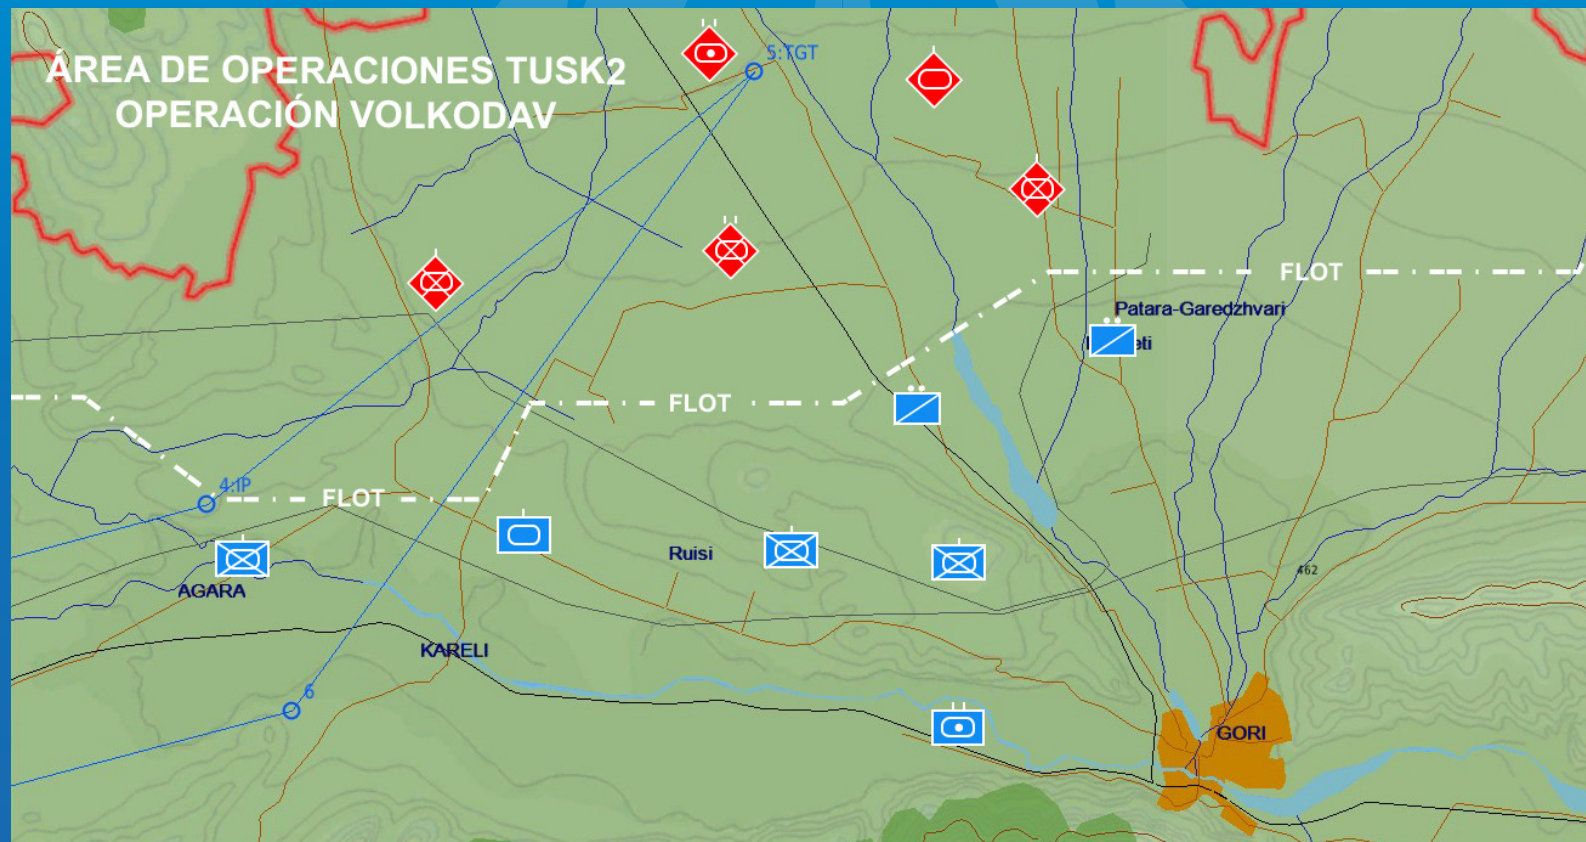 ÁREA DE OPERACIONES TUSK2
OPERACIÓN VOLKODAV
5:TGT
FLOT
Patara-Garedzhvari
FLOT
4:IP
FLOT
Ruisi
AGARA
462
KARELI
6
GORI